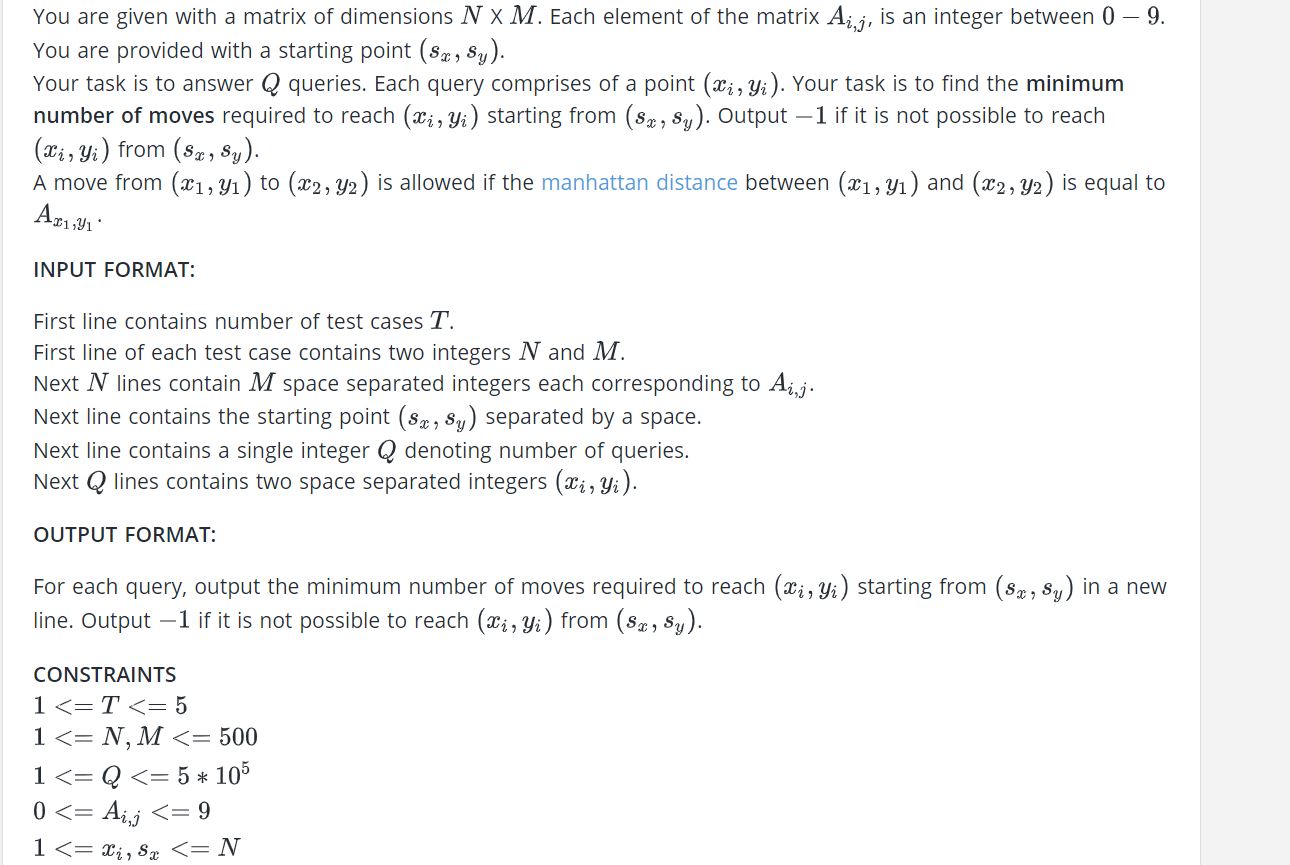 You are given with a matrix of dimensions N X M. Each element of the matrix A_{i,j}, is an integer between 0 – 9.
You are provided with a starting point (s_x, s_y).
Your task is to answer Q queries. Each query comprises of a point (x_i, y_i). Your task is to find the minimum
number of moves required to reach (x_i, y_i) starting from (s_x, s_y). Output −1 if it is not possible to reach
(x_i, y_i) from (s_x, s_y).
A move from (x_1, y_1) to (x_2, y_2) is allowed if the manhattan distance between (x_1, y_1) and (x_2, y_2) is equal to
A_{x_1,y_1}.
INPUT FORMAT:
First line contains number of test cases T.
First line of each test case contains two integers N and M.
Next N lines contain M space separated integers each corresponding to A_{i,j}.
Next line contains the starting point (s_x, s_y) separated by a space.
Next line contains a single integer Q denoting number of queries.
Next Q lines contains two space separated integers (x_i, y_i).
OUTPUT FORMAT:
For each query, output the minimum number of moves required to reach (x_i, y_i) starting from (s_x, s_y) in a new
line. Output −1 if it is not possible to reach (x_i, y_i) from (s_x, s_y).
CONSTRAINTS
1 <= T <= 5
1 <= N, M <= 500
1 <= Q <= 5 * 10^5
0 <= A_{i,j} <= 9
1 <= x_i, s_x <= N